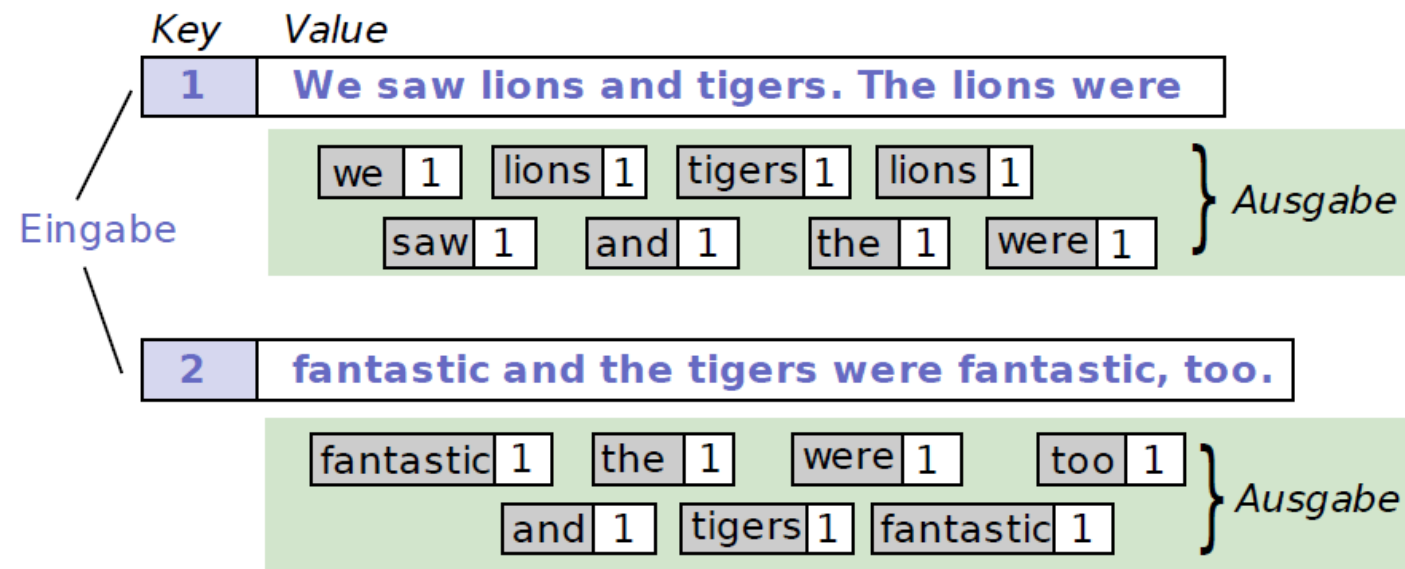 Key Value
1 We saw lions and tigers. The lions were
we 1 lions 1 tigers 1 lions 1
Ausgabe
saw 1 and 1 the 1 were 1
Eingabe
2 fantastic and the tigers were fantastic, too.
fantastic 1 the 1 were 1 too 1
Ausgabe
and 1 tigers 1 fantastic 1